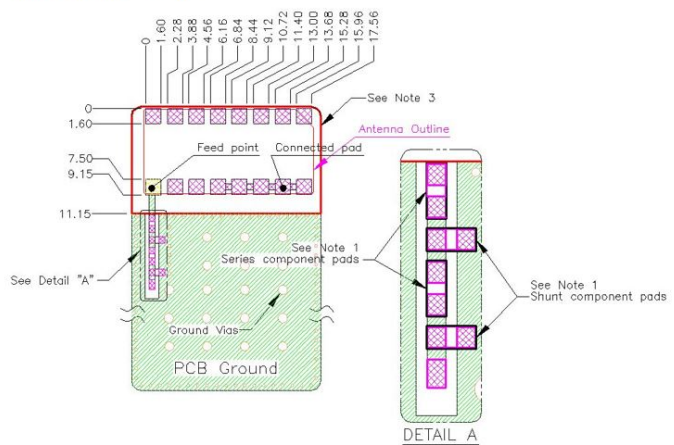 0
1.60
2.28
3.88
4.56
6.16
6.84
8.44
9.12
10.72
11.40
13.00
13.68
15.28
15.96
17.56
0
1.60
7.50
9.15
11.15
See Note 3
Antenna Outline
Feed point
Connected pad
See Detail "A"
Ground Vias
PCB Ground
See Note 1
Series component pads
See Note 1
Shunt component pads
DETAIL A